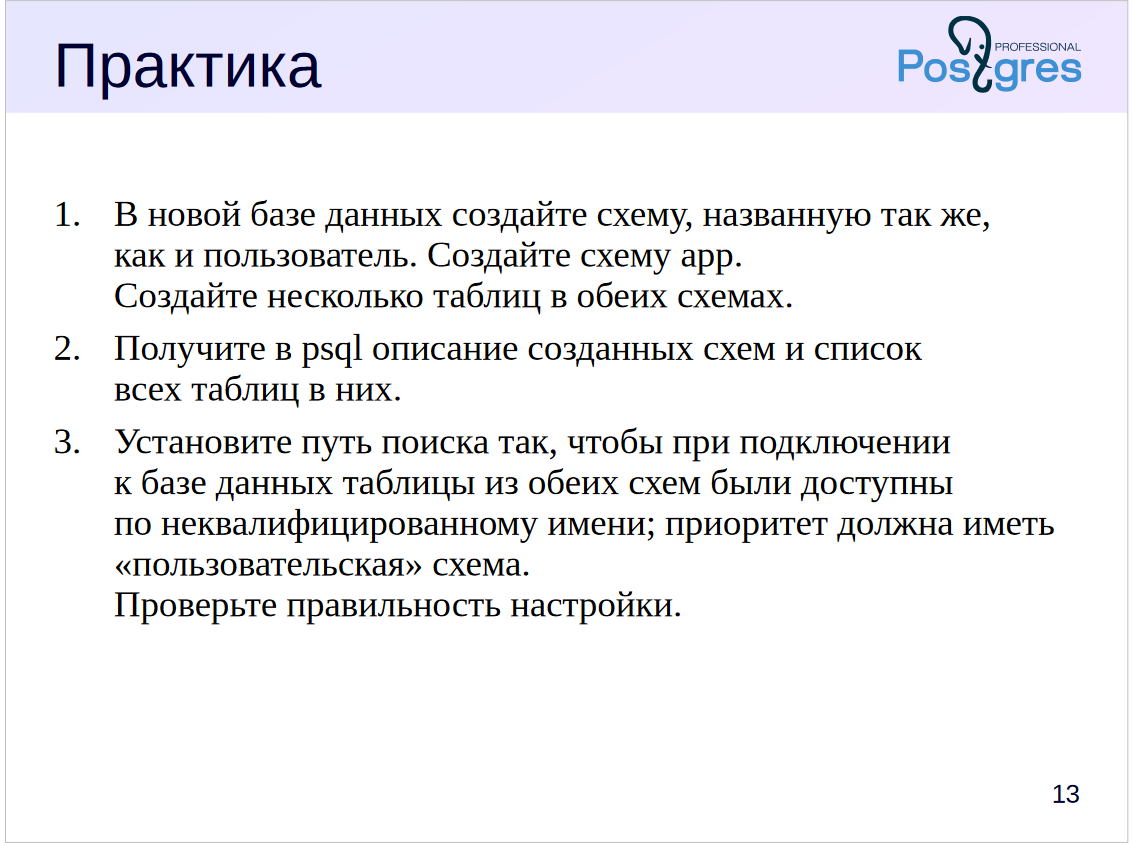 Практика
PROFESSIONAL
Postgres
1. В новой базе данных создайте схему, названную так же,
как и пользователь. Создайте схему app.
Создайте несколько таблиц в обеих схемах.
2. Получите в psql описание созданных схем и список
всех таблиц в них.
3. Установите путь поиска так, чтобы при подключении
к базе данных таблицы из обеих схем были доступны
по неквалифицированному имени; приоритет должна иметь
«пользовательская» схема.
Проверьте правильность настройки.
13